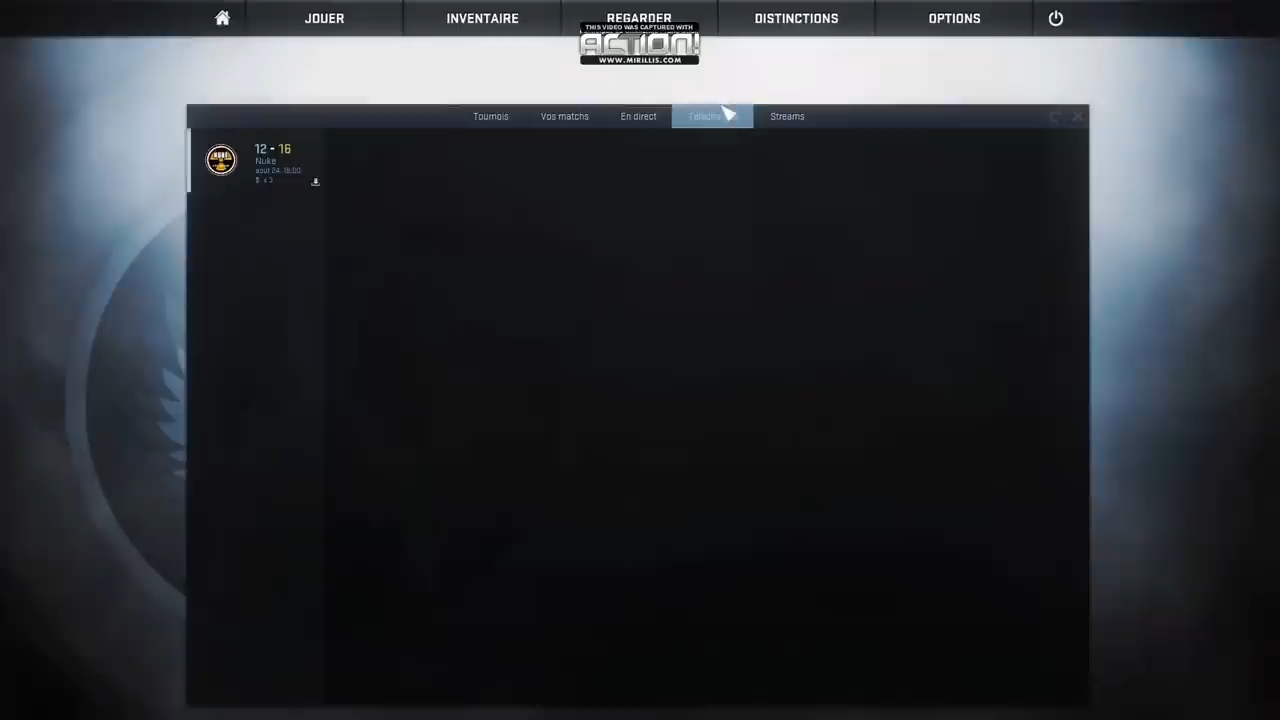 JOUER
INVENTAIRE
REGARDER
DISTINCTIONS
OPTIONS
THIS VIDEO WAS CAPTURED WITH
ACTION!
WWW.MIRILLIS.COM
Tournois
Vos matchs
En direct
Streams
12 - 16
Nuke
NUKE